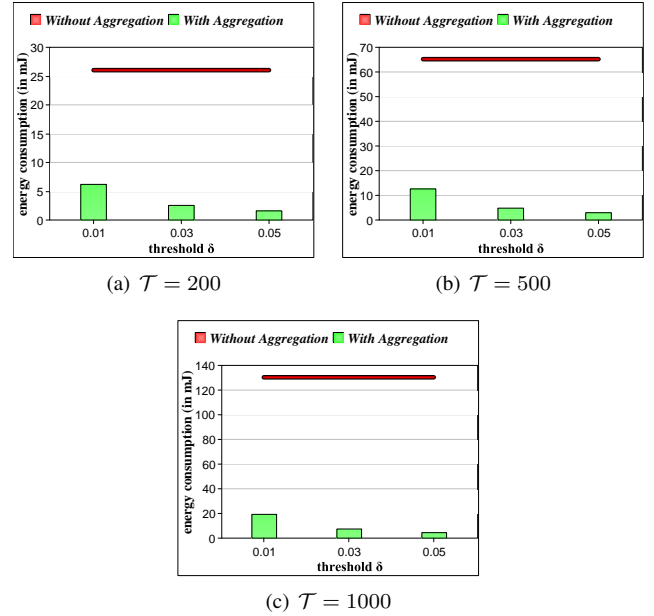 Without Aggregation With Aggregation
energy consumption (in mJ)
30
25
20
15
10
5
0
0.01 0.03 0.05
threshold δ
(a) 𝒯 = 200
Without Aggregation With Aggregation
energy consumption (in mJ)
70
60
50
40
30
20
10
0
0.01 0.03 0.05
threshold δ
(b) 𝒯 = 500
Without Aggregation With Aggregation
energy consumption (in mJ)
140
120
100
80
60
40
20
0
0.01 0.03 0.05
threshold δ
(c) 𝒯 = 1000